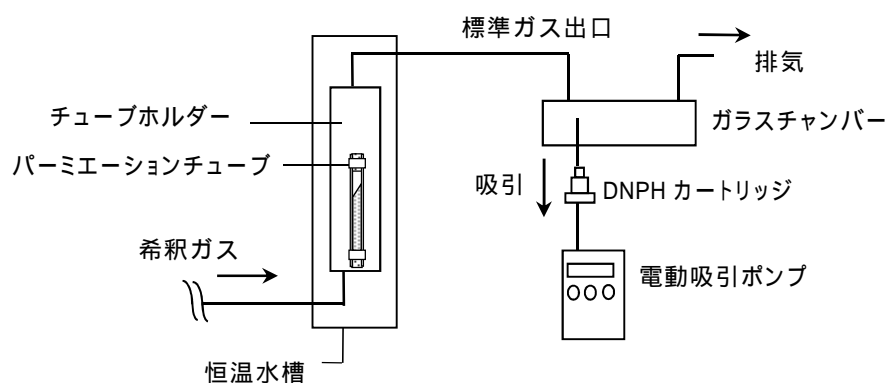 標準ガス出口
排気
チューブホルダー
ガラスチャンバー
パーミエーションチューブ
吸引
DNPH カートリッジ
希釈ガス
電動吸引ポンプ
恒温水槽